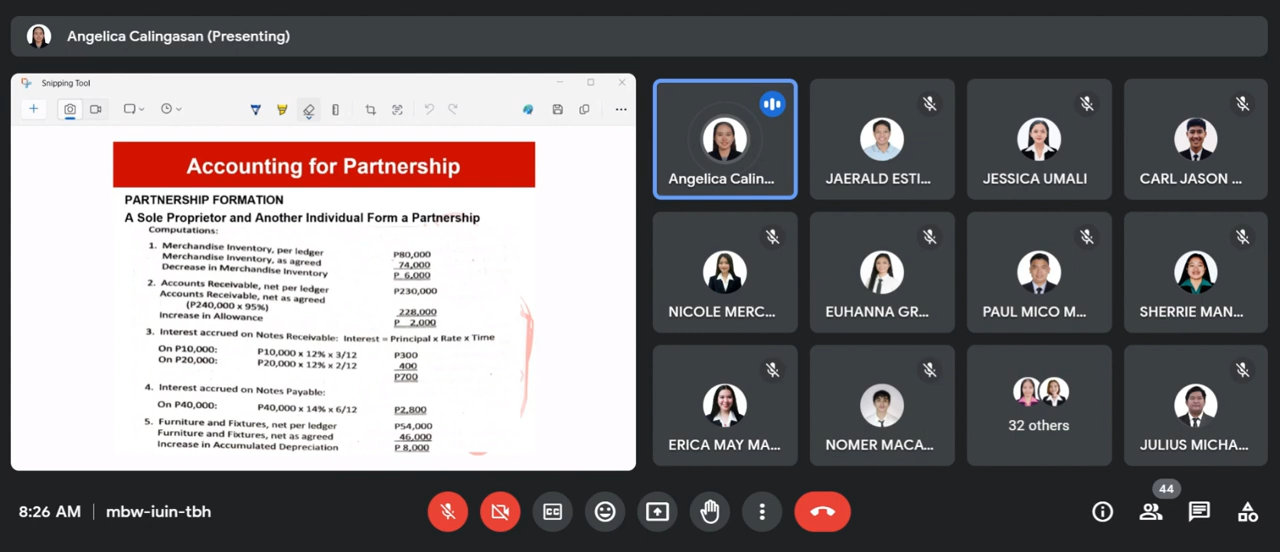 Angelica Calingasan (Presenting)
Snipping Tool
Accounting for Partnership
PARTNERSHIP FORMATION
A Sole Proprietor and Another Individual Form a Partnership
Computations:
1. Merchandise Inventory, per ledger P80,000
Merchandise Inventory, as agreed 74,000
Decrease in Merchandise Inventory P 6,000
2. Accounts Receivable, net per ledger P230,000
Accounts Receivable, net as agreed
(P240,000 x 95%) 228,000
Increase in Allowance P 2,000
3. Interest accrued on Notes Receivable: Interest = Principal x Rate x Time
On P10,000: P10,000 x 12% x 3/12 P300
On P20,000: P20,000 x 12% x 2/12 400
P700
4. Interest accrued on Notes Payable:
On P40,000: P40,000 x 14% x 6/12 P2,800
5. Furniture and Fixtures, net per ledger P54,000
Furniture and Fixtures, net as agreed 46,000
Increase in Accumulated Depreciation P 8,000
Angelica Calin...
JAERALD ESTI...
JESSICA UMALI
CARL JASON ...
NICOLE MERC...
EUHANNA GR...
PAUL MICO M...
SHERRIE MAN...
ERICA MAY MA...
NOMER MACA...
32 others
JULIUS MICHA...
8:26 AM | mbw-iuin-tbh
CC
44